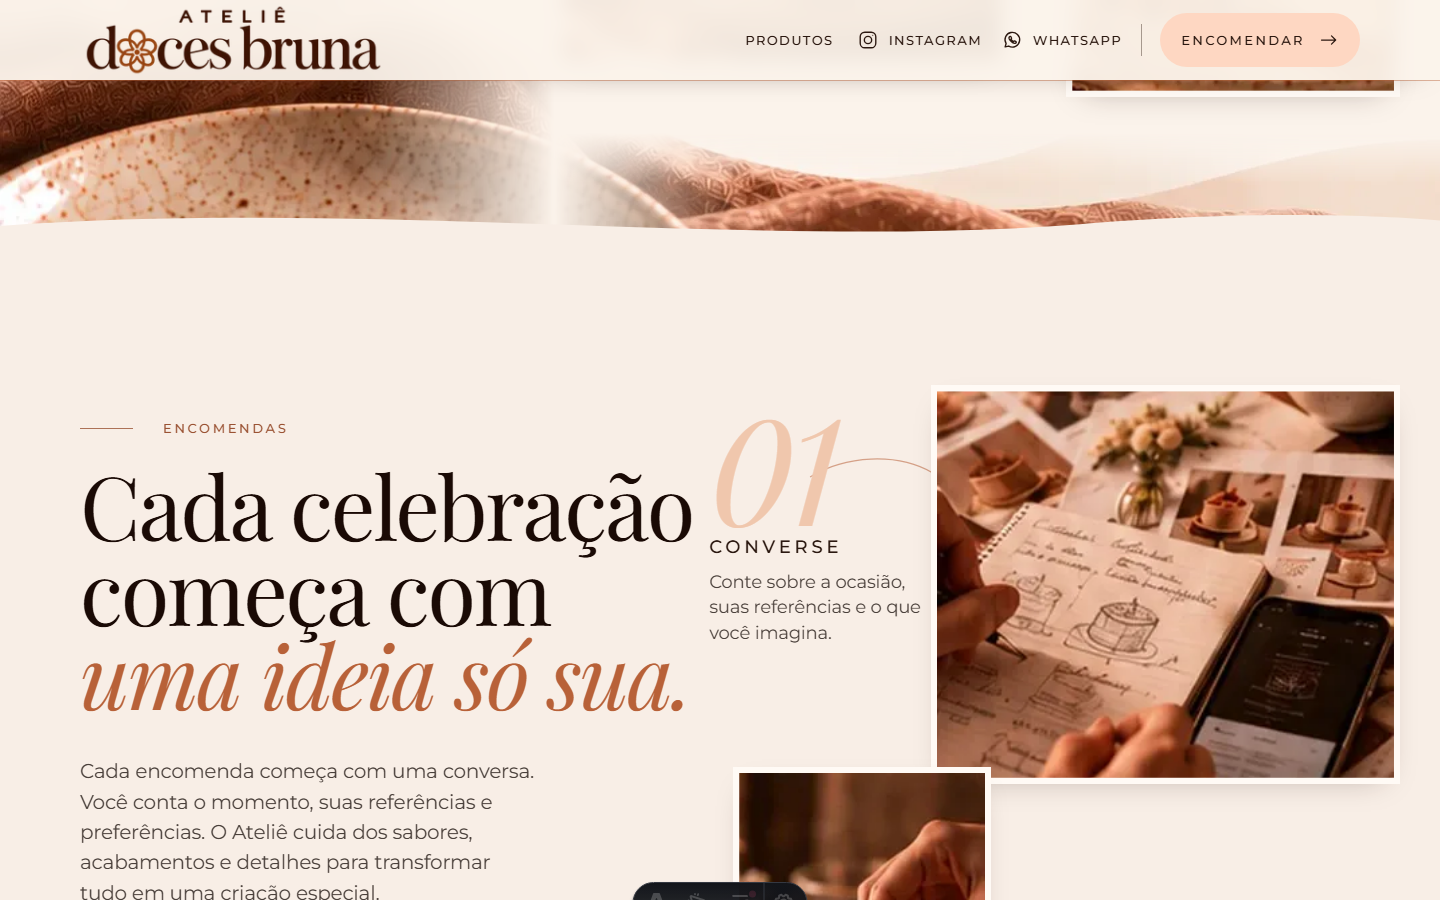 ATELIÊ
doces bruna
PRODUTOS
INSTAGRAM
WHATSAPP
ENCOMENDAR
ENCOMENDAS
Cada celebração
começa com
uma ideia só sua.
Cada encomenda começa com uma conversa.
Você conta o momento, suas referências e
preferências. O Ateliê cuida dos sabores,
acabamentos e detalhes para transformar
tudo em uma criação especial.
01
CONVERSE
Conte sobre a ocasião,
suas referências e o que
você imagina.